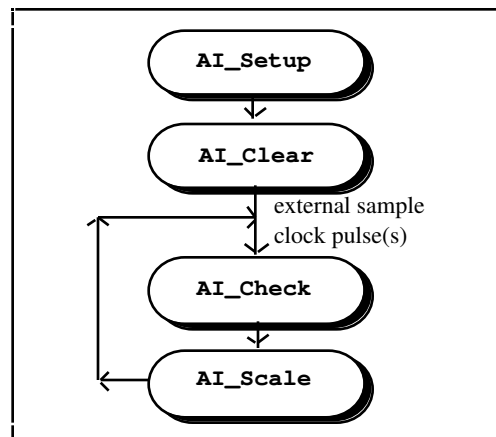 AI_Setup
AI_Clear
external sample
clock pulse(s)
AI_Check
AI_Scale